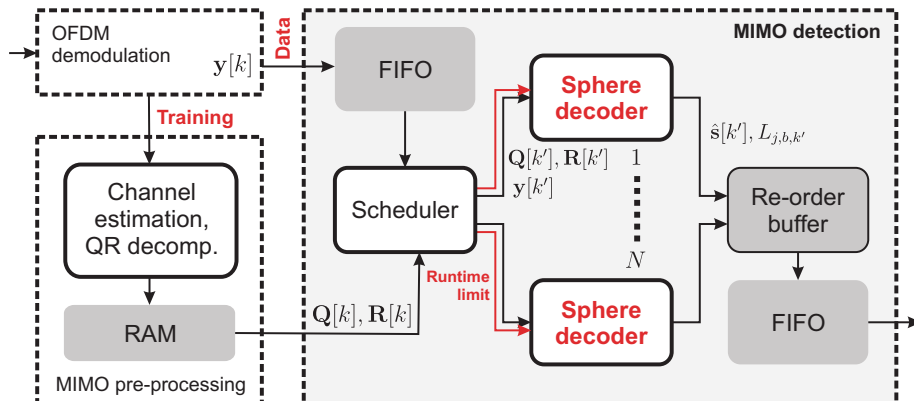 OFDM
demodulation
y[k]
Data
Training
Channel
estimation,
QR decomp.
RAM
MIMO pre-processing
Q[k], R[k]
MIMO detection
FIFO
Scheduler
Runtime
limit
Sphere
decoder
Q[k′], R[k′]
y[k′]
1
N
Sphere
decoder
ŝ[k′], L_{j,b,k′}
Re-order
buffer
FIFO